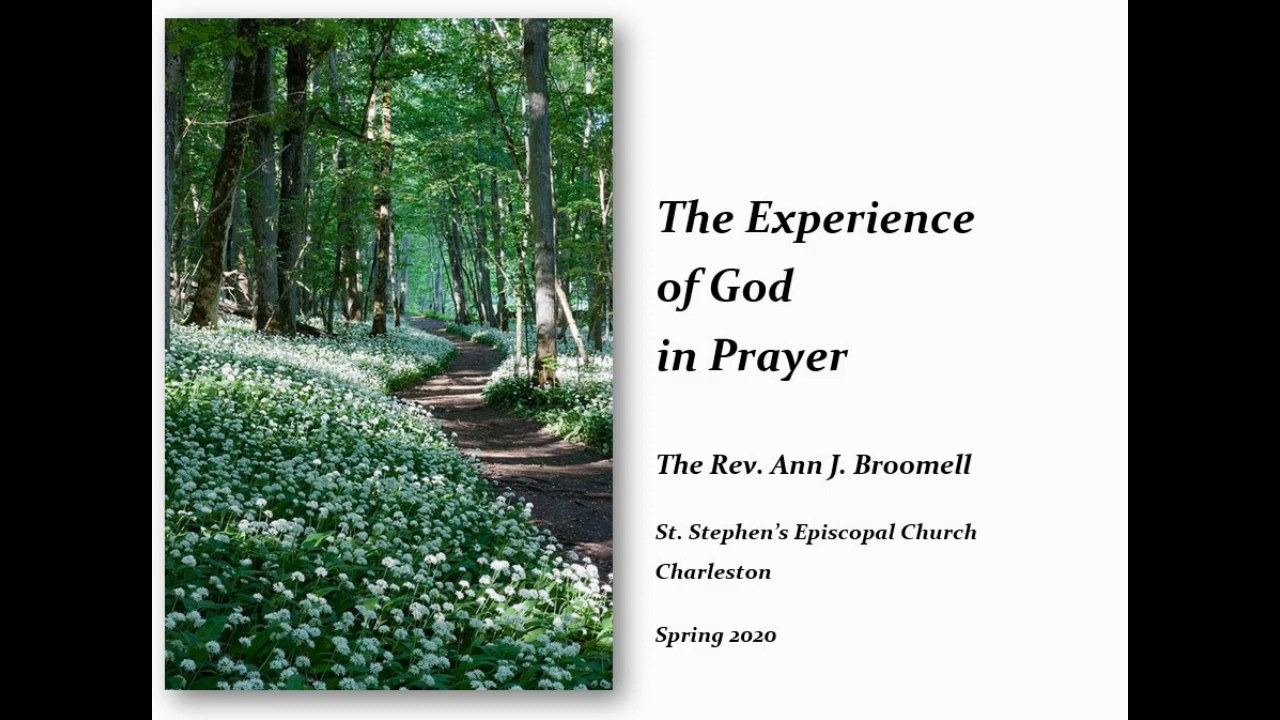 The Experience
of God
in Prayer
The Rev. Ann J. Broomell
St. Stephen’s Episcopal Church
Charleston
Spring 2020